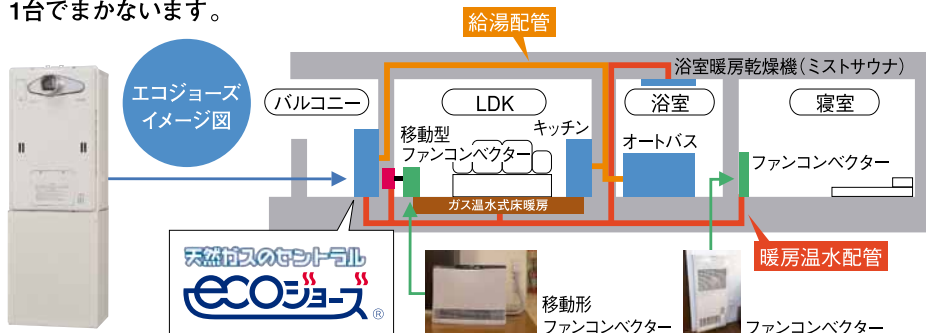 1台でまかないます。
給湯配管
エコジョーズ
イメージ図
バルコニー
LDK
浴室
浴室暖房乾燥機（ミストサウナ）
寝室
移動型
ファンコンベクター
キッチン
オートバス
ファンコンベクター
ガス温水式床暖房
天然ガスのセントラル
ecoジョーズ®
暖房温水配管
移動形
ファンコンベクター
ファンコンベクター